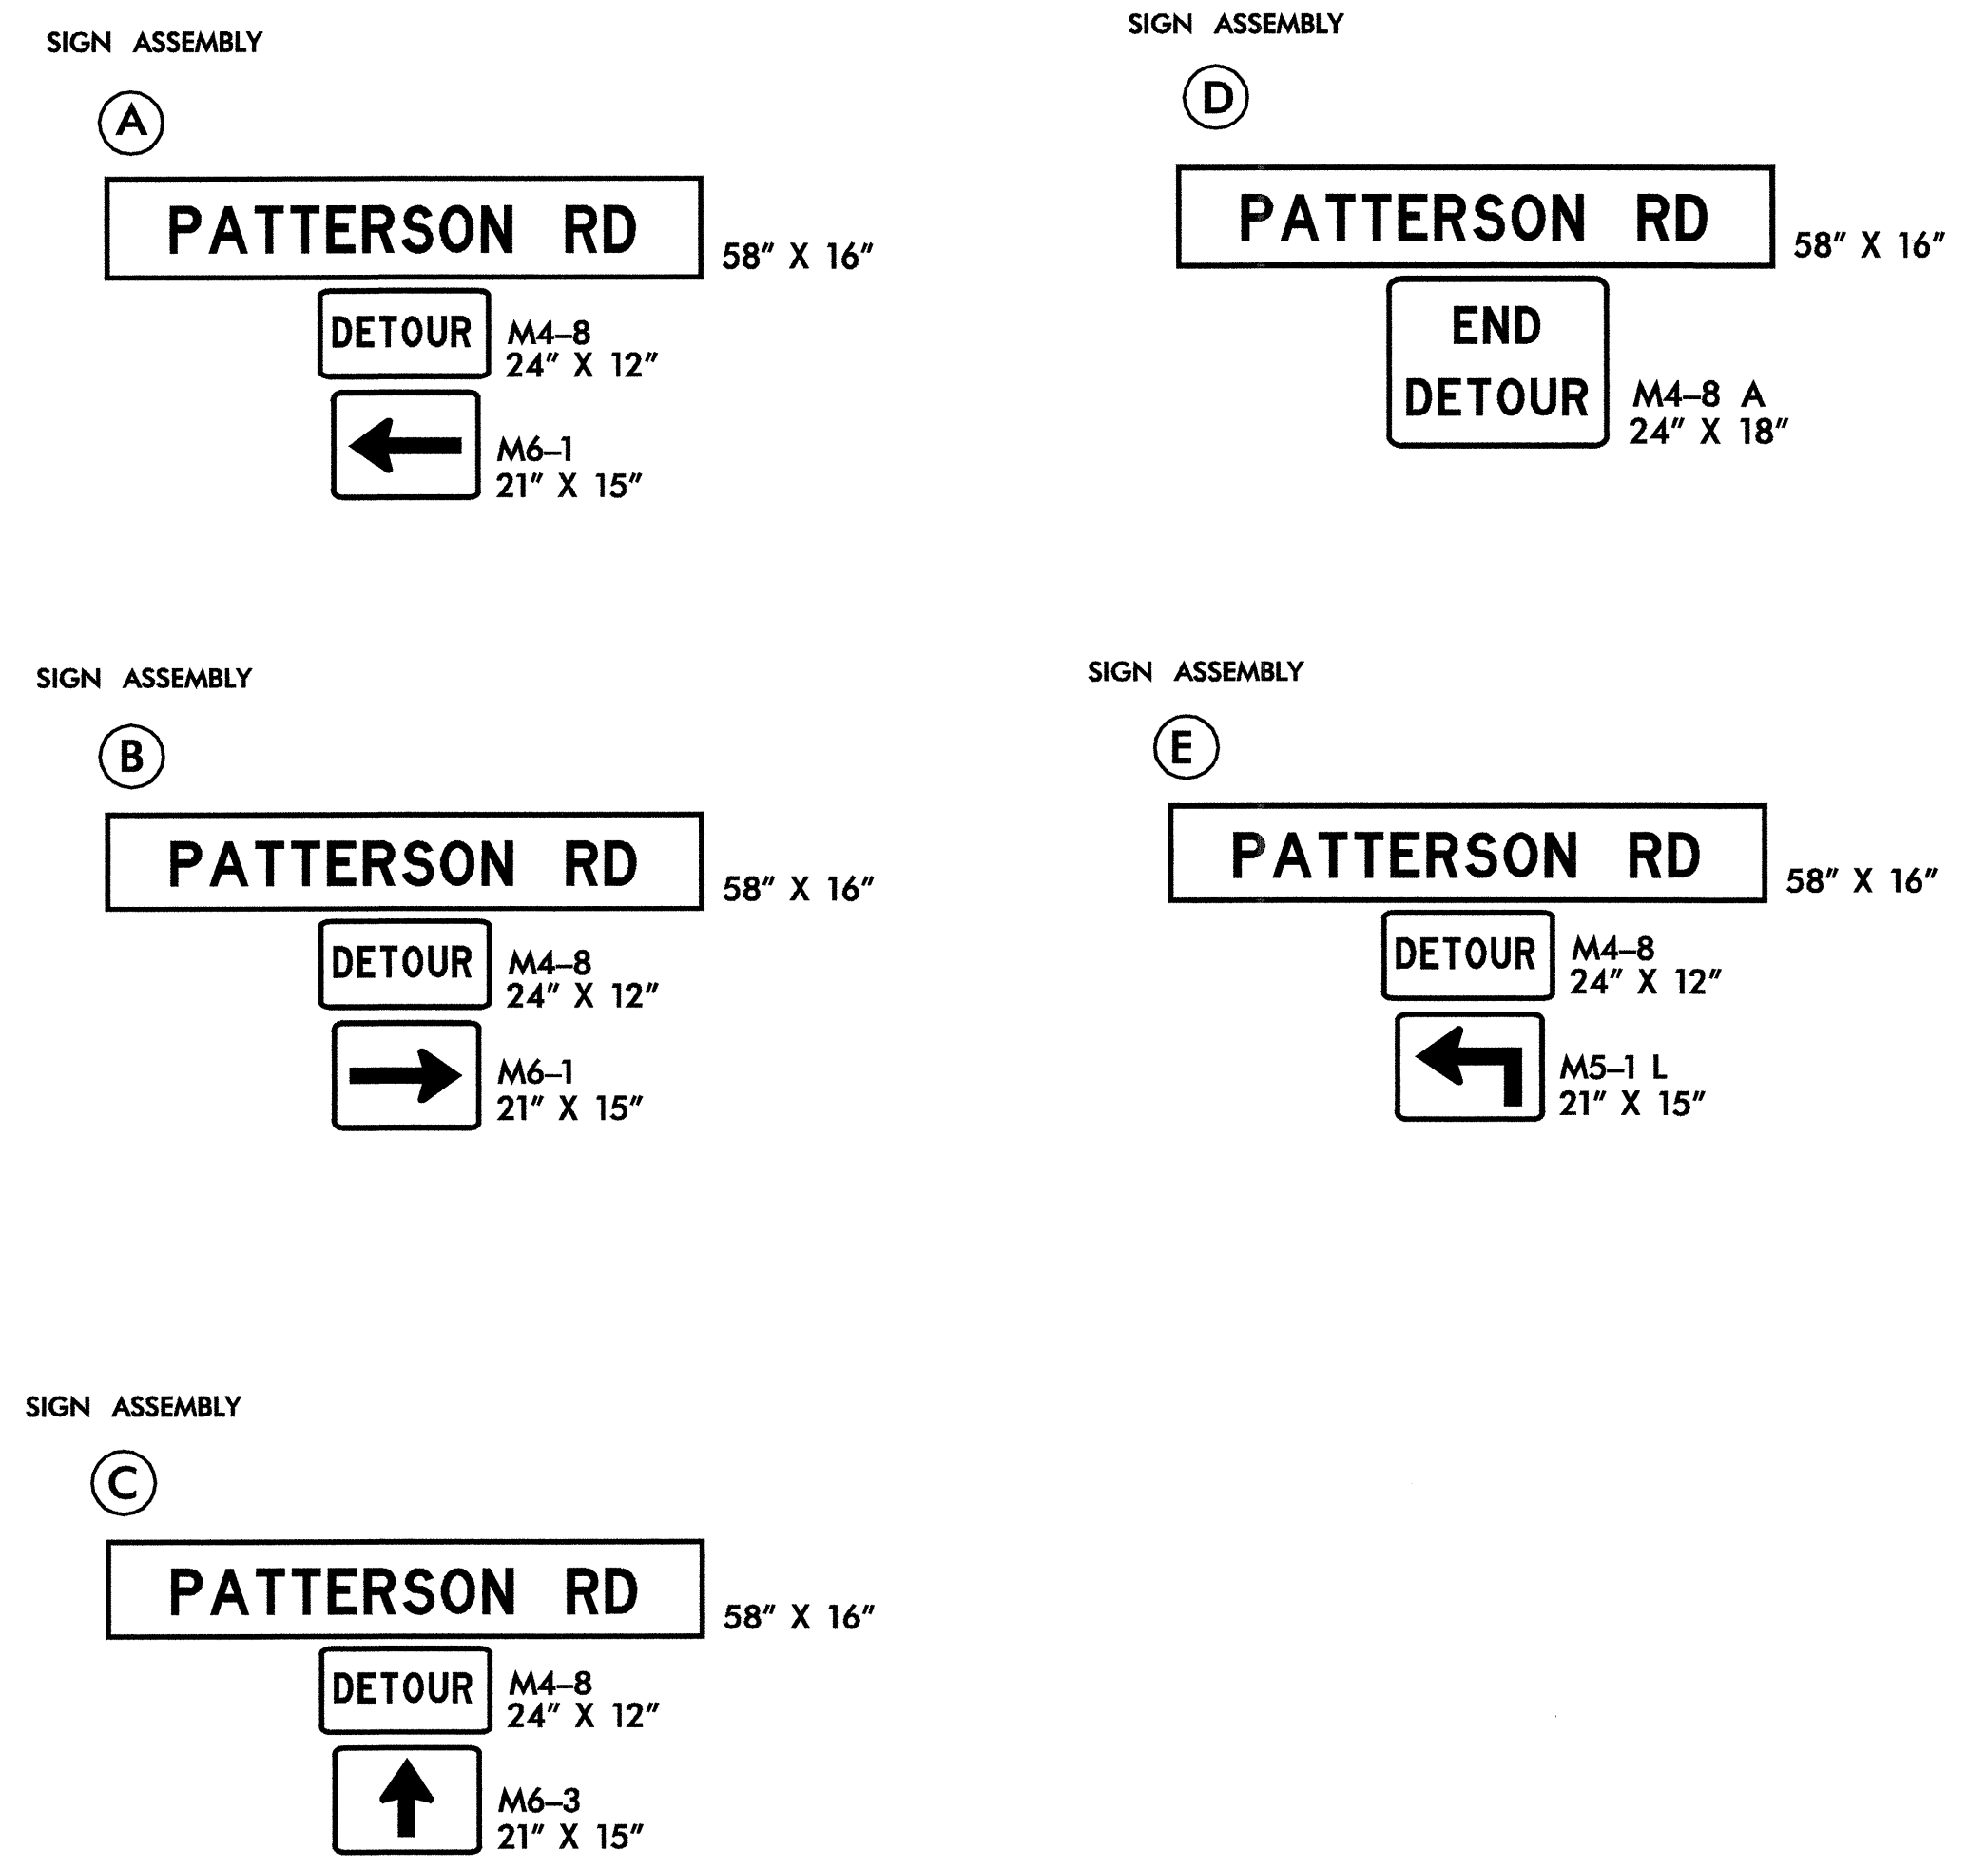 SIGN ASSEMBLY
A
PATTERSON RD
58" X 16"
DETOUR
M4-8
24" X 12"
M6-1
21" X 15"
SIGN ASSEMBLY
B
PATTERSON RD
58" X 16"
DETOUR
M4-8
24" X 12"
M6-1
21" X 15"
SIGN ASSEMBLY
C
PATTERSON RD
58" X 16"
DETOUR
M4-8
24" X 12"
M6-3
21" X 15"
SIGN ASSEMBLY
D
PATTERSON RD
58" X 16"
END
DETOUR
M4-8 A
24" X 18"
SIGN ASSEMBLY
E
PATTERSON RD
58" X 16"
DETOUR
M4-8
24" X 12"
M5-1 L
21" X 15"